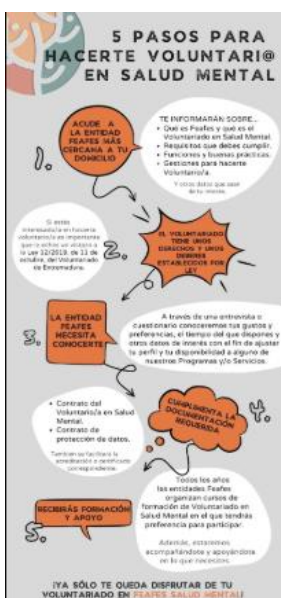 5 PASOS PARA
HACERTE VOLUNTARI@
EN SALUD MENTAL
1.
ACUDE A
LA ENTIDAD
FEAFES MÁS
CERCANA A TU
DOMICILIO
TE INFORMARÁN SOBRE...
• Qué es Feafes y qué es el
Voluntariado en Salud Mental.
• Requisitos que debes cumplir.
• Funciones y buenas prácticas.
• Gestiones para hacerte
Voluntario/a.
Y otros datos que sean
de tu interés.
2.
Si estás
interesado/a en hacerte
voluntario/a es importante
que le eches un vistazo a
la Ley 12/2019, de 11 de
octubre, del Voluntariado
de Extremadura.
EL VOLUNTARIADO
TIENE UNOS
DERECHOS Y UNOS
DEBERES
ESTABLECIDOS POR
LEY
3.
LA ENTIDAD
FEAFES
NECESITA
CONOCERTE
A través de una entrevista o
cuestionario conoceremos tus gustos y
preferencias, el tiempo del que dispones y
otros datos de interés con el fin de ajustar
tu perfil y tu disponibilidad a alguno de
nuestros Programas y/o Servicios.
4.
CUMPLIMENTA LA
DOCUMENTACIÓN
REQUERIDA
• Contrato del
Voluntario/a en Salud
Mental.
• Contrato de
protección de datos.
También se facilitará la
acreditación o certificado
correspondiente.
5.
RECIBIRÁS FORMACIÓN
Y APOYO
Todos los años
las entidades Feafes
organizan cursos de
formación de Voluntariado en
Salud Mental en el que tendrás
preferencia para participar.
Además, estaremos
acompañándote y apoyándote
en lo que necesites.
¡YA SÓLO TE QUEDA DISFRUTAR DE TU
VOLUNTARIADO EN FEAFES SALUD MENTAL!